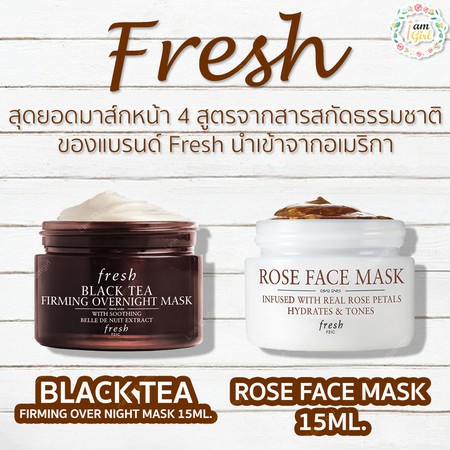 I am Girl
Fresh
สุดยอดมาส์กหน้า 4 สูตรจากสารสกัดธรรมชาติ
ของแบรนด์ Fresh นำเข้าจากอเมริกา
fresh
BLACK TEA
FIRMING OVERNIGHT MASK
WITH SOOTHING
BELLE DE NUIT EXTRACT
fresh
ROSE FACE MASK
INFUSED WITH REAL ROSE PETALS
HYDRATES & TONES
fresh
BLACK TEA
FIRMING OVER NIGHT MASK 15ML.
ROSE FACE MASK
15ML.